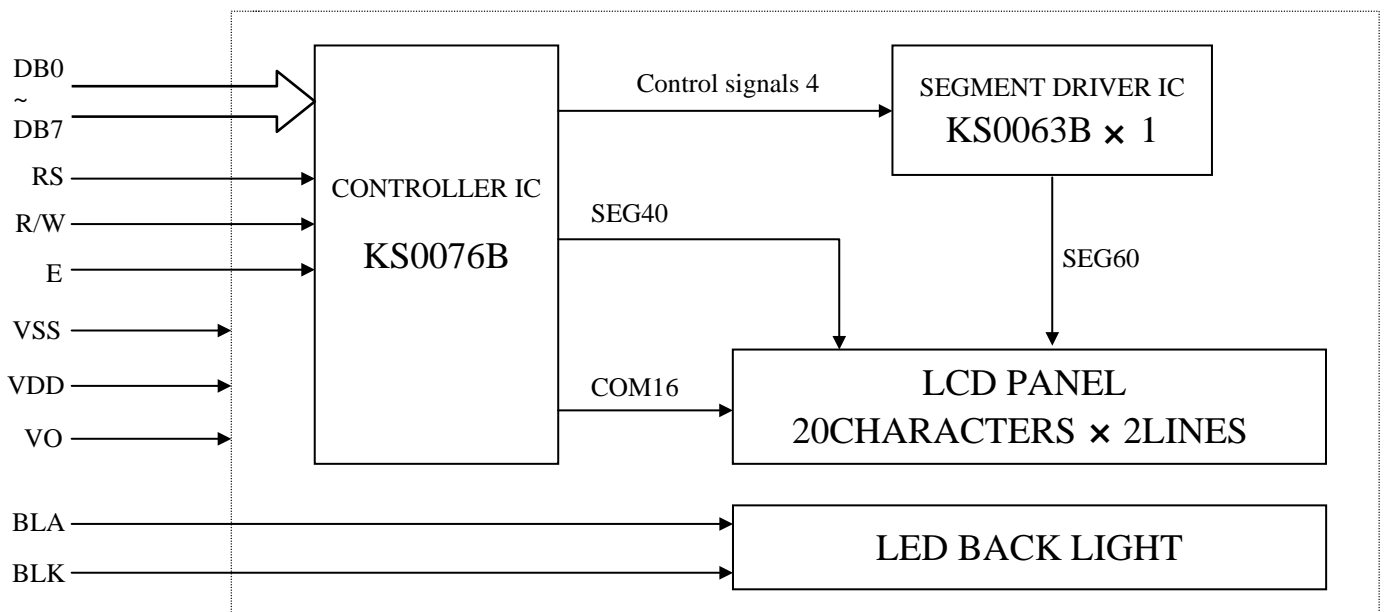 DB0
~
DB7
RS
R/W
E
VSS
VDD
VO
BLA
BLK
CONTROLLER IC
KS0076B
Control signals 4
SEG40
COM16
SEGMENT DRIVER IC
KS0063B × 1
SEG60
LCD PANEL
20CHARACTERS × 2LINES
LED BACK LIGHT